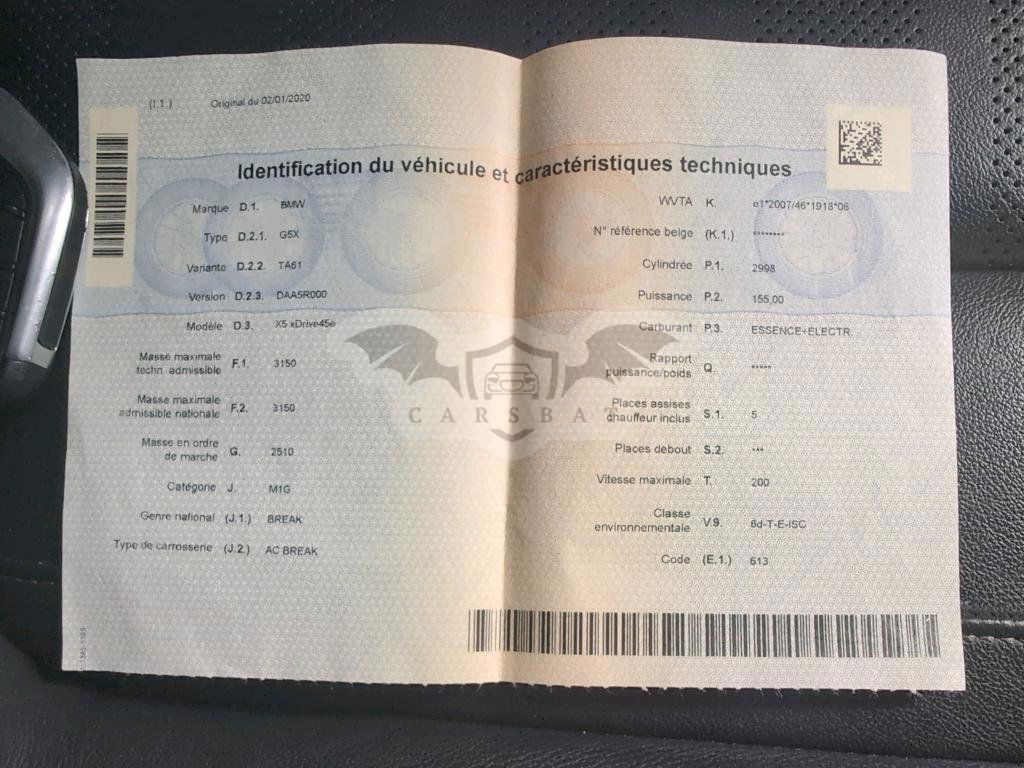 (I.1.) Original du 02/01/2020
Identification du véhicule et caractéristiques techniques
Marque D.1. BMW
Type D.2.1. G5X
Variante D.2.2. TA61
Version D.2.3. DAA5R000
Modèle D.3. X5 xDrive45e
Masse maximale
techn. admissible F.1. 3150
Masse maximale
admissible nationale F.2. 3150
Masse en ordre
de marche G. 2510
Catégorie J. M1G
Genre national (J.1.) BREAK
Type de carrosserie (J.2.) AC BREAK
WVTA K. e1*2007/46*1918*06
N° référence belge (K.1.) ********
Cylindrée P.1. 2998
Puissance P.2. 155,00
Carburant P.3. ESSENCE+ELECTR.
Rapport
puissance/poids Q. *****
Places assises
chauffeur inclus S.1. 5
Places debout S.2. ***
Vitesse maximale T. 200
Classe
environnementale V.9. 6d-T-E-ISC
Code (E.1.) 613
CARSBAT